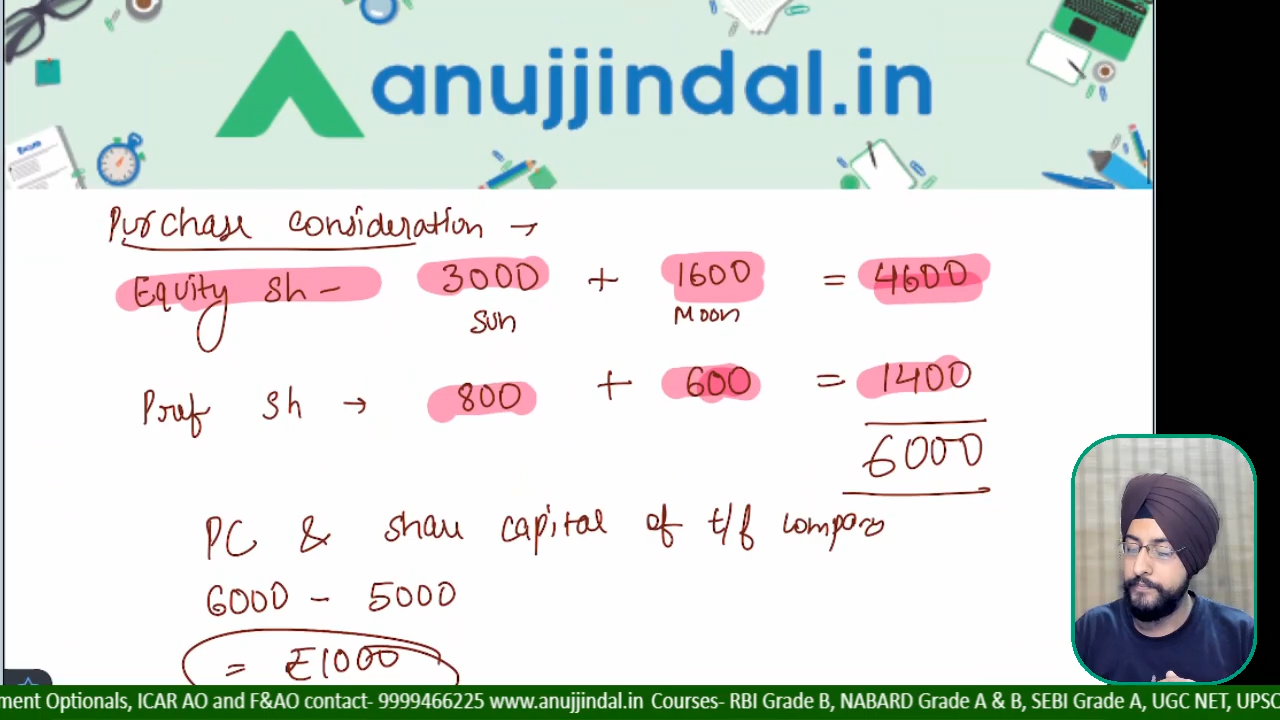 anujjindal.in
Purchase consideration →
Equity Sh - 3000 + 1600 = 4600
Sun Moon
Pref Sh → 800 + 600 = 1400
6000
PC & share capital of t/f company
6000 - 5000
= ₹1000
ment Optionals, ICAR AO and F&AO contact- 9999466225 www.anujjindal.in Courses- RBI Grade B, NABARD Grade A & B, SEBI Grade A, UGC NET, UPSC